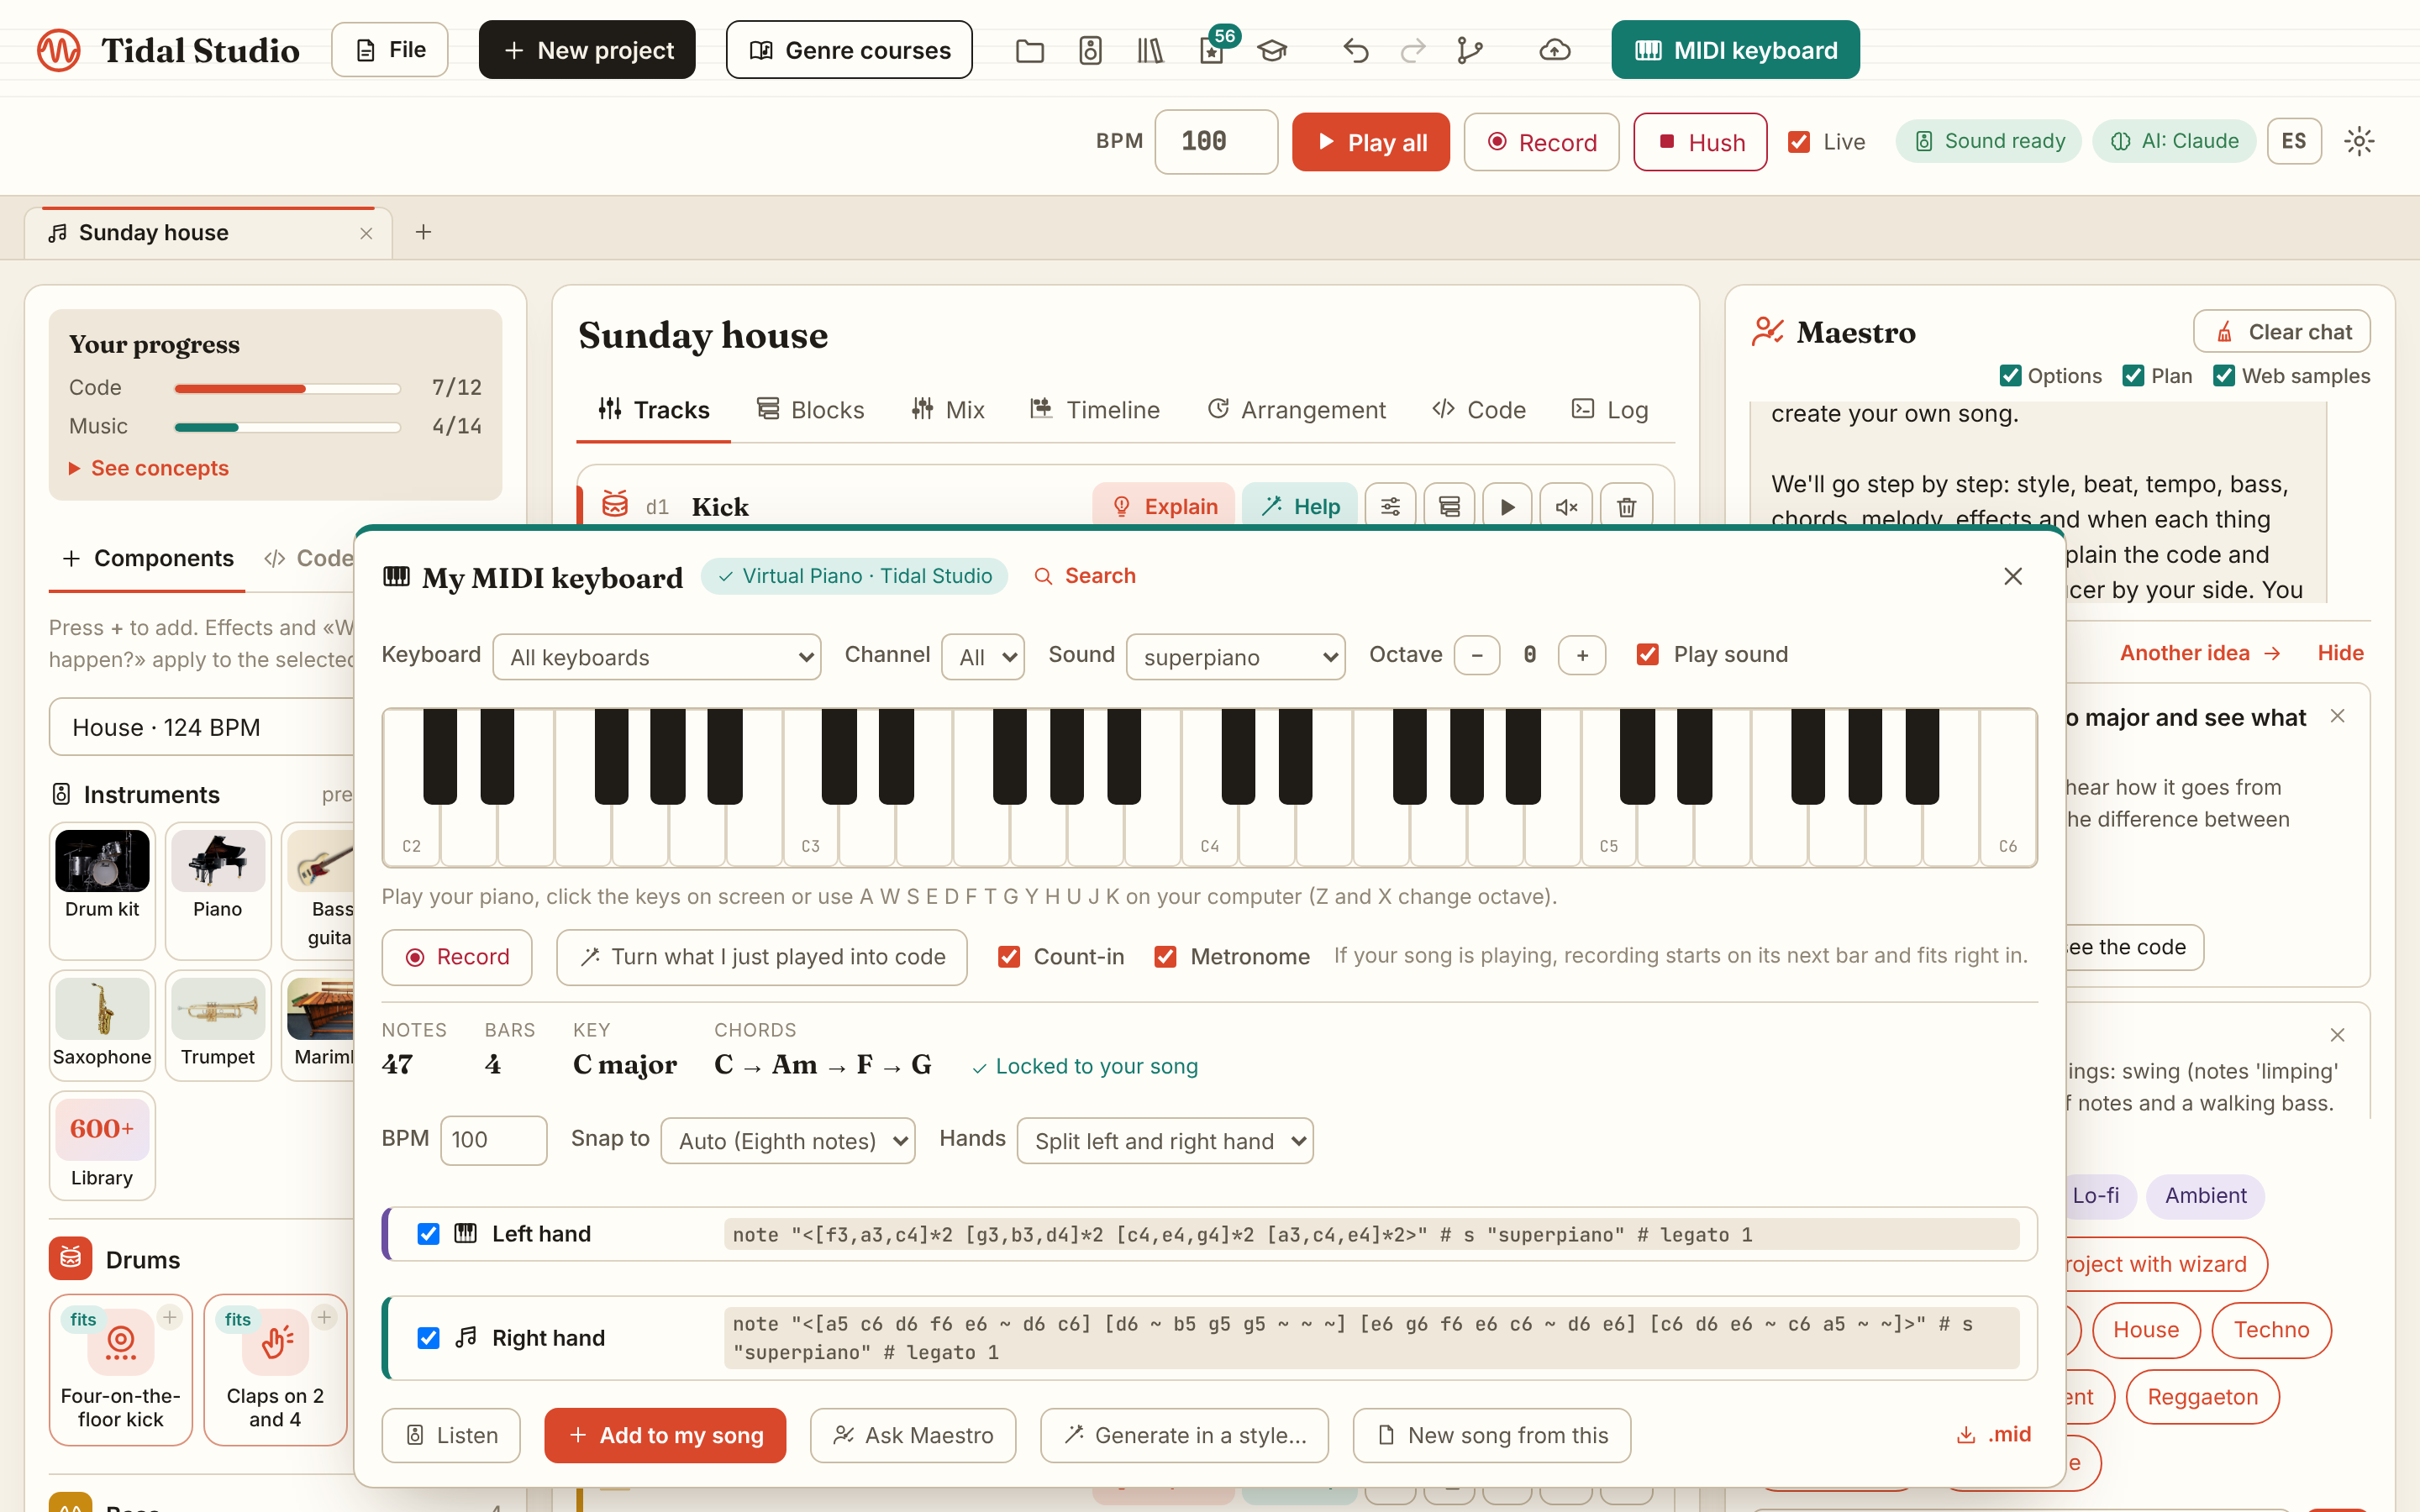 Tidal Studio
File
New project
Genre courses
56
MIDI keyboard
BPM
100
Play all
Record
Hush
Live
Sound ready
AI: Claude
ES
Sunday house
Your progress
Code 7/12
Music 4/14
See concepts
Components
Code
Press + to add. Effects and «W
happen?» apply to the selected
House · 124 BPM
Instruments
pre
Drum kit
Piano
Bass
guita
Saxophone
Trumpet
Marim
600+
Library
Drums
fits
Four-on-the-
floor kick
fits
Claps on 2
and 4
Sunday house
Tracks
Blocks
Mix
Timeline
Arrangement
Code
Log
d1 Kick
Explain
Help
Maestro
Clear chat
Options
Plan
Web samples
create your own song.
We'll go step by step: style, beat, tempo, bass,
chords, melody, effects and when each thing
plain the code and
cer by your side. You
Another idea →
Hide
o major and see what
hear how it goes from
he difference between
see the code
ings: swing (notes 'limping'
f notes and a walking bass.
Lo-fi
Ambient
roject with wizard
House
Techno
ent
Reggaeton
e
My MIDI keyboard
Virtual Piano · Tidal Studio
Search
Keyboard
All keyboards
Channel
All
Sound
superpiano
Octave
−
0
+
Play sound
C2
C3
C4
C5
C6
Play your piano, click the keys on screen or use A W S E D F T G Y H U J K on your computer (Z and X change octave).
Record
Turn what I just played into code
Count-in
Metronome
If your song is playing, recording starts on its next bar and fits right in.
NOTES
47
BARS
4
KEY
C major
CHORDS
C → Am → F → G
Locked to your song
BPM
100
Snap to
Auto (Eighth notes)
Hands
Split left and right hand
Left hand
note "<[f3,a3,c4]*2 [g3,b3,d4]*2 [c4,e4,g4]*2 [a3,c4,e4]*2>" # s "superpiano" # legato 1
Right hand
note "<[a5 c6 d6 f6 e6 ~ d6 c6] [d6 ~ b5 g5 g5 ~ ~ ~] [e6 g6 f6 e6 c6 ~ d6 e6] [c6 d6 e6 ~ c6 a5 ~ ~]>" # s
"superpiano" # legato 1
Listen
Add to my song
Ask Maestro
Generate in a style...
New song from this
.mid